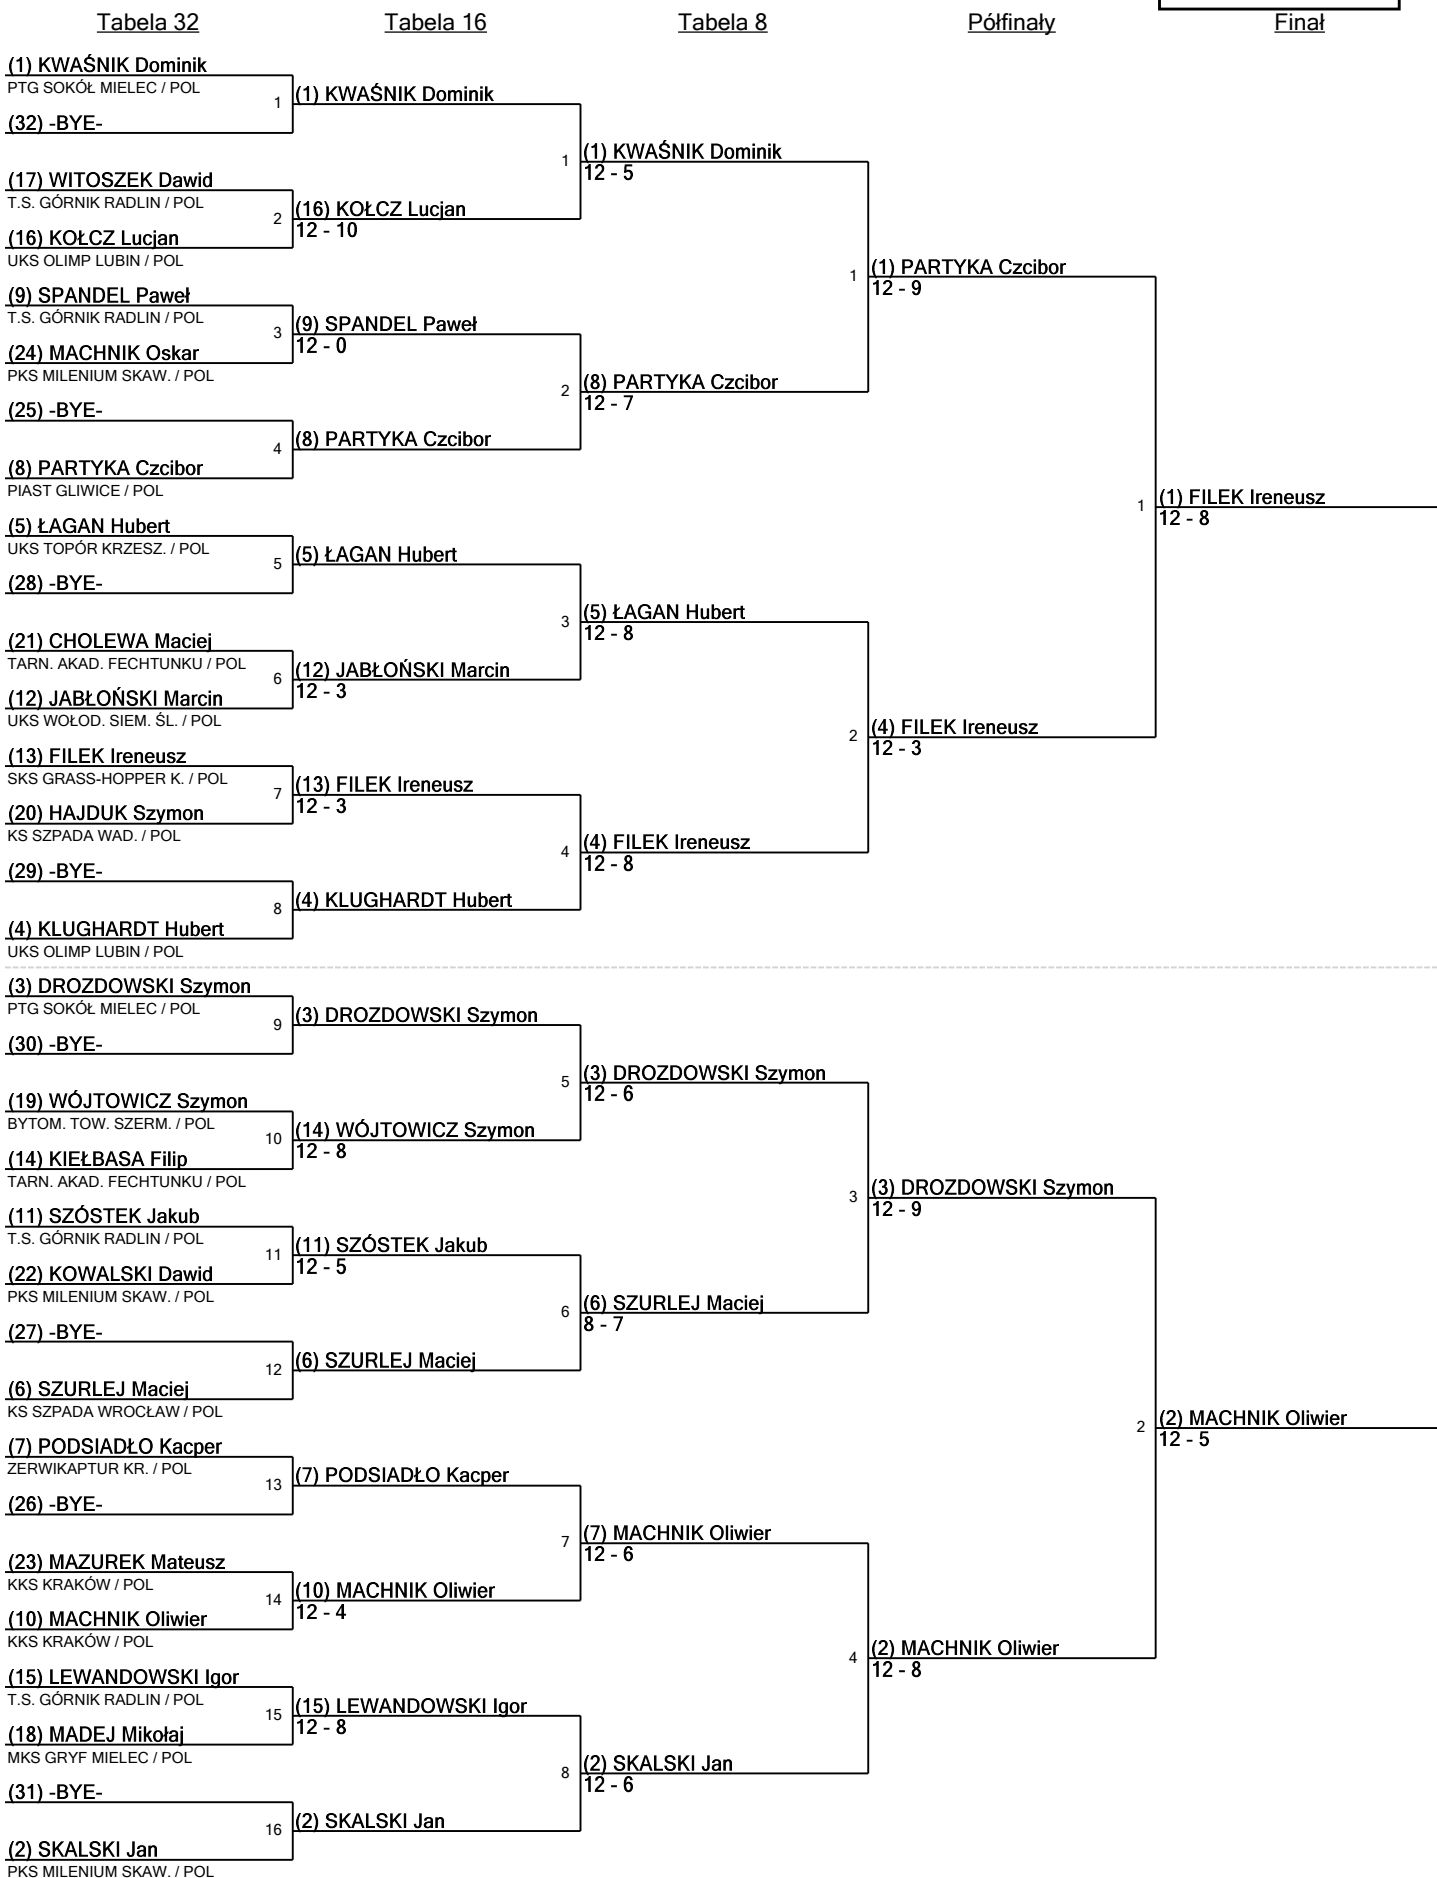 Tabela 32
Tabela 16
Tabela 8
Półfinały
Finał
(1) KWAŚNIK Dominik
PTG SOKÓŁ MIELEC / POL
1
(32) -BYE-
(17) WITOSZEK Dawid
T.S. GÓRNIK RADLIN / POL
2
(16) KOŁCZ Lucjan
UKS OLIMP LUBIN / POL
(9) SPANDEL Paweł
T.S. GÓRNIK RADLIN / POL
3
(24) MACHNIK Oskar
PKS MILENIUM SKAW. / POL
(25) -BYE-
4
(8) PARTYKA Czcibor
PIAST GLIWICE / POL
(5) ŁAGAN Hubert
UKS TOPÓR KRZESZ. / POL
5
(28) -BYE-
(21) CHOLEWA Maciej
TARN. AKAD. FECHTUNKU / POL
6
(12) JABŁOŃSKI Marcin
UKS WOŁOD. SIEM. ŚL. / POL
(13) FILEK Ireneusz
SKS GRASS-HOPPER K. / POL
7
(20) HAJDUK Szymon
KS SZPADA WAD. / POL
(29) -BYE-
8
(4) KLUGHARDT Hubert
UKS OLIMP LUBIN / POL
(3) DROZDOWSKI Szymon
PTG SOKÓŁ MIELEC / POL
9
(30) -BYE-
(19) WÓJTOWICZ Szymon
BYTOM. TOW. SZERM. / POL
10
(14) KIEŁBASA Filip
TARN. AKAD. FECHTUNKU / POL
(11) SZÓSTEK Jakub
T.S. GÓRNIK RADLIN / POL
11
(22) KOWALSKI Dawid
PKS MILENIUM SKAW. / POL
(27) -BYE-
12
(6) SZURLEJ Maciej
KS SZPADA WROCŁAW / POL
(7) PODSIADŁO Kacper
ZERWIKAPTUR KR. / POL
13
(26) -BYE-
(23) MAZUREK Mateusz
KKS KRAKÓW / POL
14
(10) MACHNIK Oliwier
KKS KRAKÓW / POL
(15) LEWANDOWSKI Igor
T.S. GÓRNIK RADLIN / POL
15
(18) MADEJ Mikołaj
MKS GRYF MIELEC / POL
(31) -BYE-
16
(2) SKALSKI Jan
PKS MILENIUM SKAW. / POL
(1) KWAŚNIK Dominik
1
(16) KOŁCZ Lucjan
12 - 10
(9) SPANDEL Paweł
12 - 0
2
(8) PARTYKA Czcibor
(5) ŁAGAN Hubert
3
(12) JABŁOŃSKI Marcin
12 - 3
(13) FILEK Ireneusz
12 - 3
4
(4) KLUGHARDT Hubert
(3) DROZDOWSKI Szymon
5
(14) WÓJTOWICZ Szymon
12 - 8
(11) SZÓSTEK Jakub
12 - 5
6
(6) SZURLEJ Maciej
(7) PODSIADŁO Kacper
7
(10) MACHNIK Oliwier
12 - 4
(15) LEWANDOWSKI Igor
12 - 8
8
(2) SKALSKI Jan
(1) KWAŚNIK Dominik
12 - 5
1
(8) PARTYKA Czcibor
12 - 7
(5) ŁAGAN Hubert
12 - 8
2
(4) FILEK Ireneusz
12 - 8
(3) DROZDOWSKI Szymon
12 - 6
3
(6) SZURLEJ Maciej
8 - 7
(7) MACHNIK Oliwier
12 - 6
4
(2) SKALSKI Jan
12 - 6
(1) PARTYKA Czcibor
12 - 9
1
(4) FILEK Ireneusz
12 - 3
(3) DROZDOWSKI Szymon
12 - 9
2
(2) MACHNIK Oliwier
12 - 8
(1) FILEK Ireneusz
12 - 8
(2) MACHNIK Oliwier
12 - 5